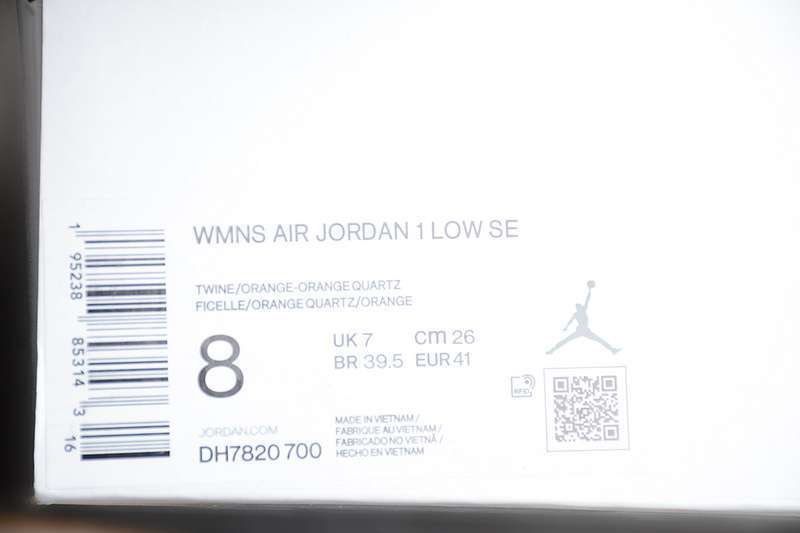 WMNS AIR JORDAN 1 LOW SE
TWINE/ORANGE-ORANGE QUARTZ
FICELLE/ORANGE QUARTZ/ORANGE
8
UK 7 cm 26
BR 39.5 EUR 41
JORDAN.COM
DH7820 700
MADE IN VIETNAM /
FABRIQUE AU VIETNAM /
FABRICADO NO VIETNÃ /
HECHO EN VIETNAM
RFID
1 95238 85314 3 16